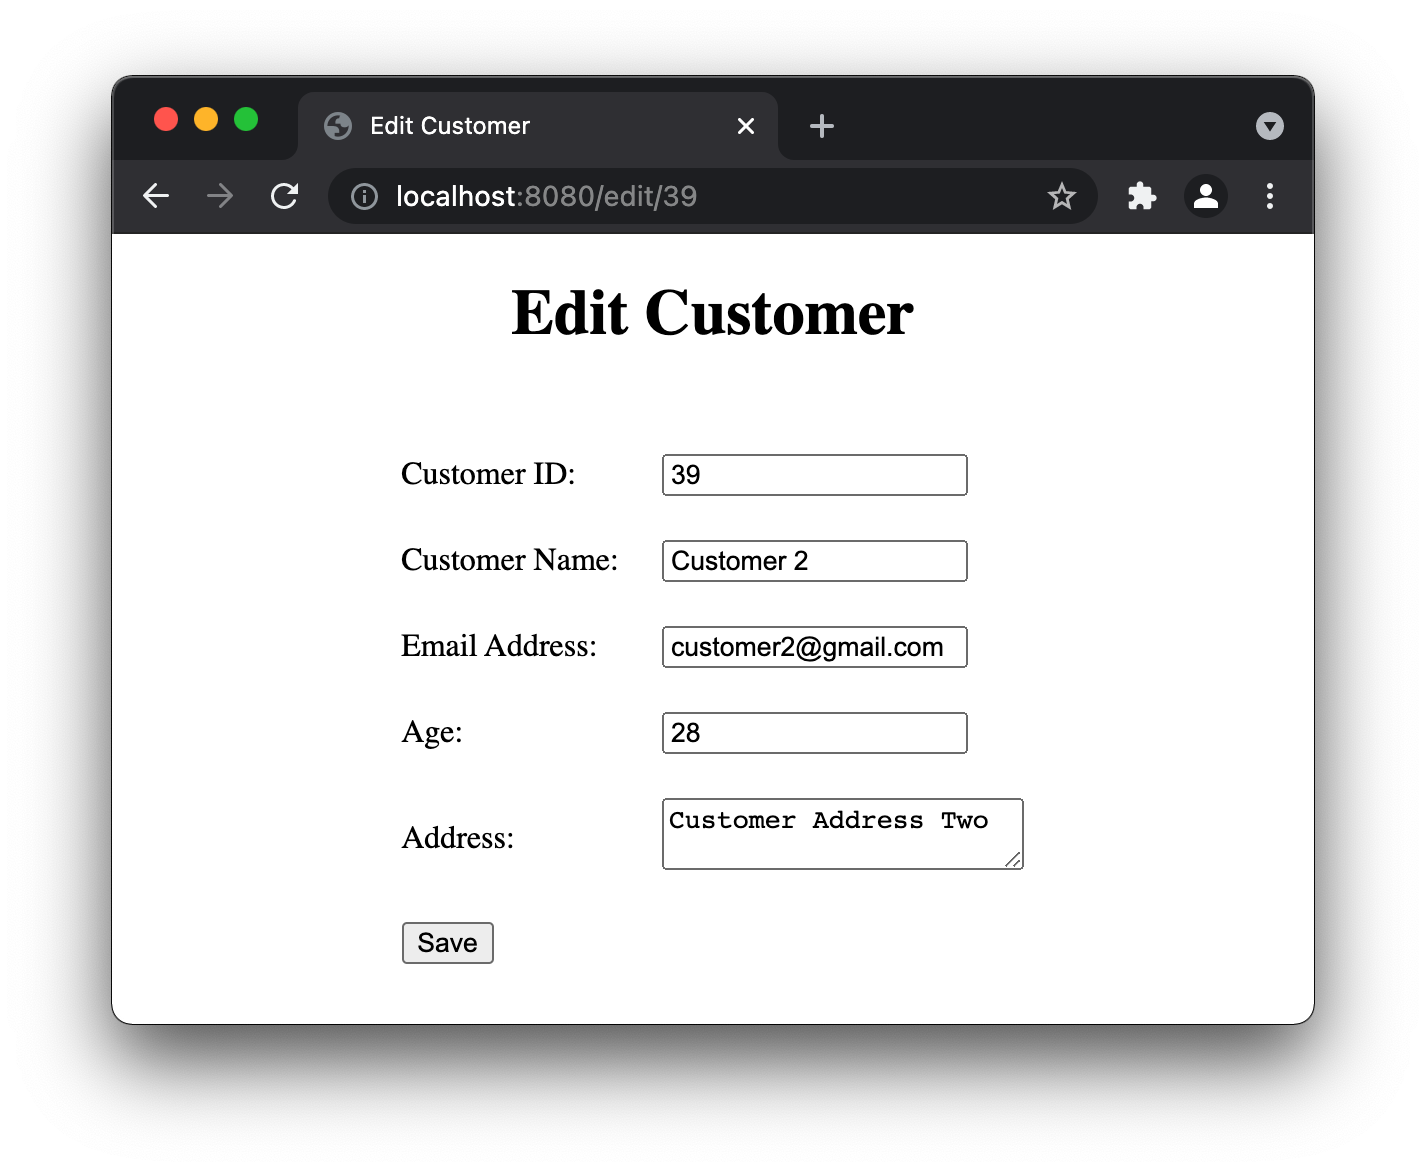 Edit Customer
localhost:8080/edit/39
Edit Customer
Customer ID: 39
Customer Name: Customer 2
Email Address: customer2@gmail.com
Age: 28
Address: Customer Address Two
Save